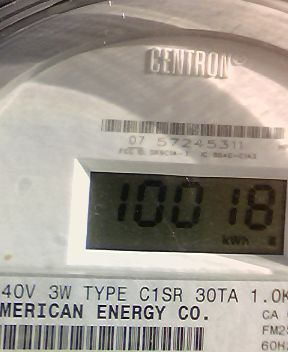 CENTRON®
07 57245311
10018
kWh
40V 3W TYPE C1SR 30TA 1.0K
MERICAN ENERGY CO.
CA
FM2S
60HZ